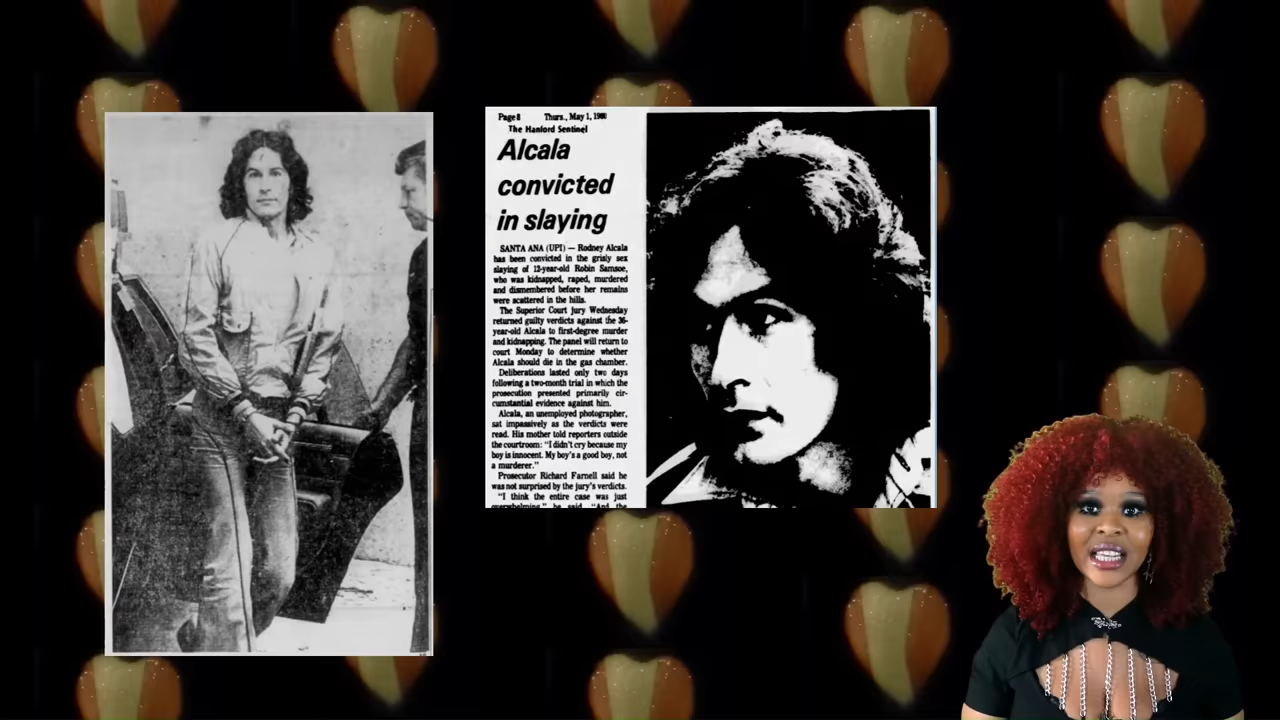 Page 8 Thurs., May 1, 1980
The Hanford Sentinel
Alcala
convicted
in slaying
SANTA ANA (UPI) — Rodney Alcala
has been convicted in the grisly sex
slaying of 12-year-old Robin Samsoe,
who was kidnapped, raped, murdered
and dismembered before her remains
were scattered in the hills.
The Superior Court jury Wednesday
returned guilty verdicts against the 36-
year-old Alcala to first-degree murder
and kidnapping. The panel will return to
court Monday to determine whether
Alcala should die in the gas chamber.
Deliberations lasted only two days
following a two-month trial in which the
prosecution presented primarily cir-
cumstantial evidence against him.
Alcala, an unemployed photographer,
sat impassively as the verdicts were
read. His mother told reporters outside
the courtroom: "I didn't cry because my
boy is innocent. My boy's a good boy, not
a murderer."
Prosecutor Richard Farnell said he
was not surprised by the jury's verdicts.
"I think the entire case was just
overwhelming," he said. "And the